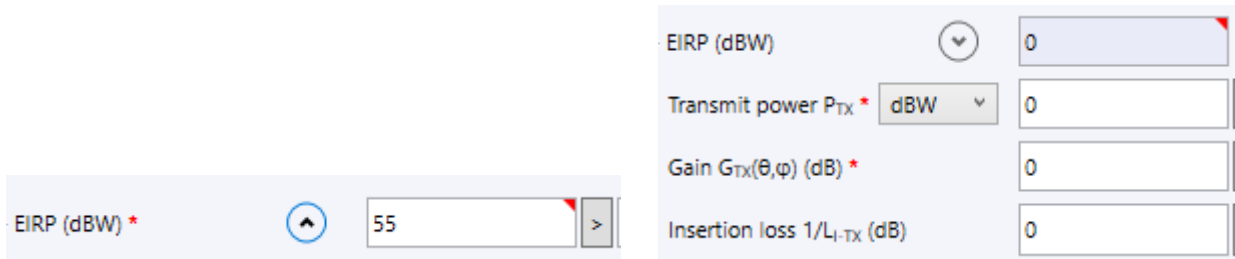 EIRP (dBW) * 55 >
EIRP (dBW) 0
Transmit power PTX * dBW 0
Gain GTX(θ,φ) (dB) * 0
Insertion loss 1/LI-TX (dB) 0